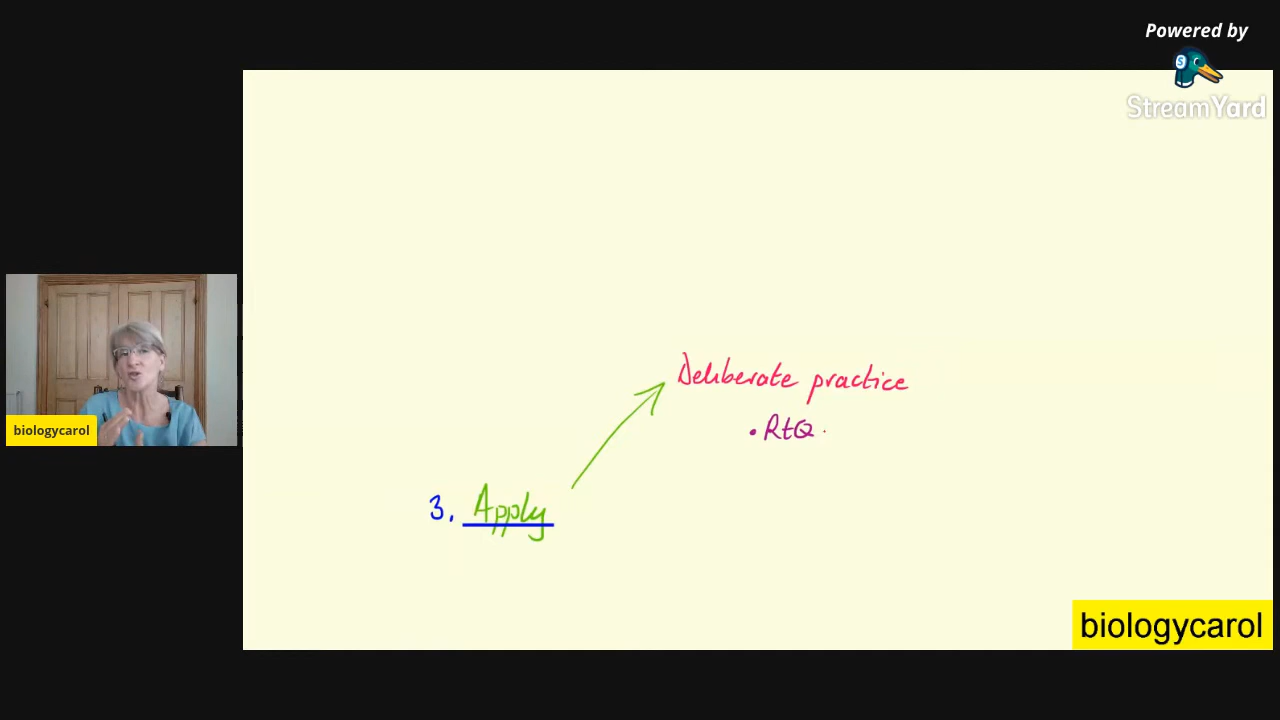 Powered by
StreamYard
Deliberate practice
• RtQ
3. Apply
biologycarol
biologycarol